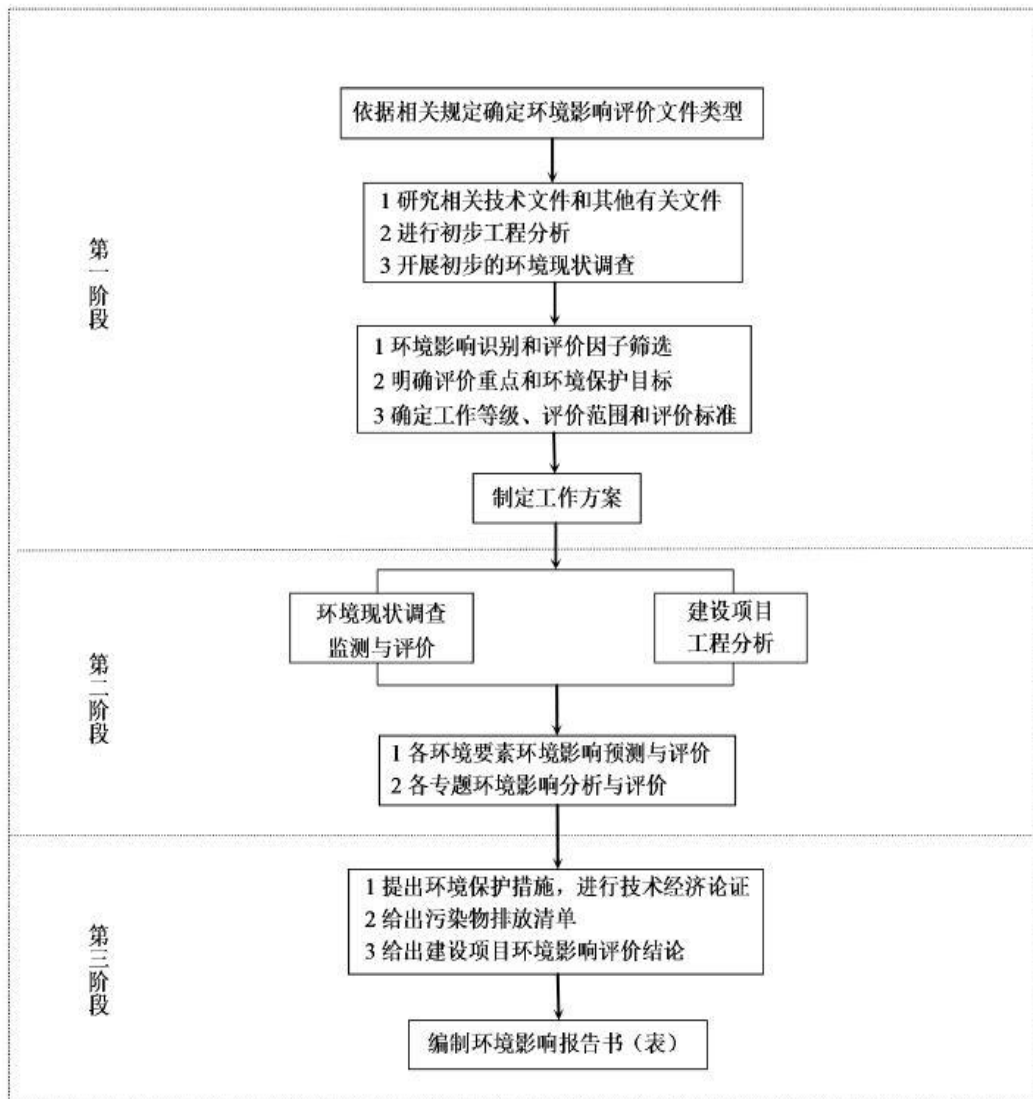 依据相关规定确定环境影响评价文件类型
1 研究相关技术文件和其他有关文件
2 进行初步工程分析
3 开展初步的环境现状调查
第一阶段
1 环境影响识别和评价因子筛选
2 明确评价重点和环境保护目标
3 确定工作等级、评价范围和评价标准
制定工作方案
环境现状调查
监测与评价
建设项目
工程分析
第二阶段
1 各环境要素环境影响预测与评价
2 各专题环境影响分析与评价
1 提出环境保护措施，进行技术经济论证
2 给出污染物排放清单
3 给出建设项目环境影响评价结论
第三阶段
编制环境影响报告书（表）